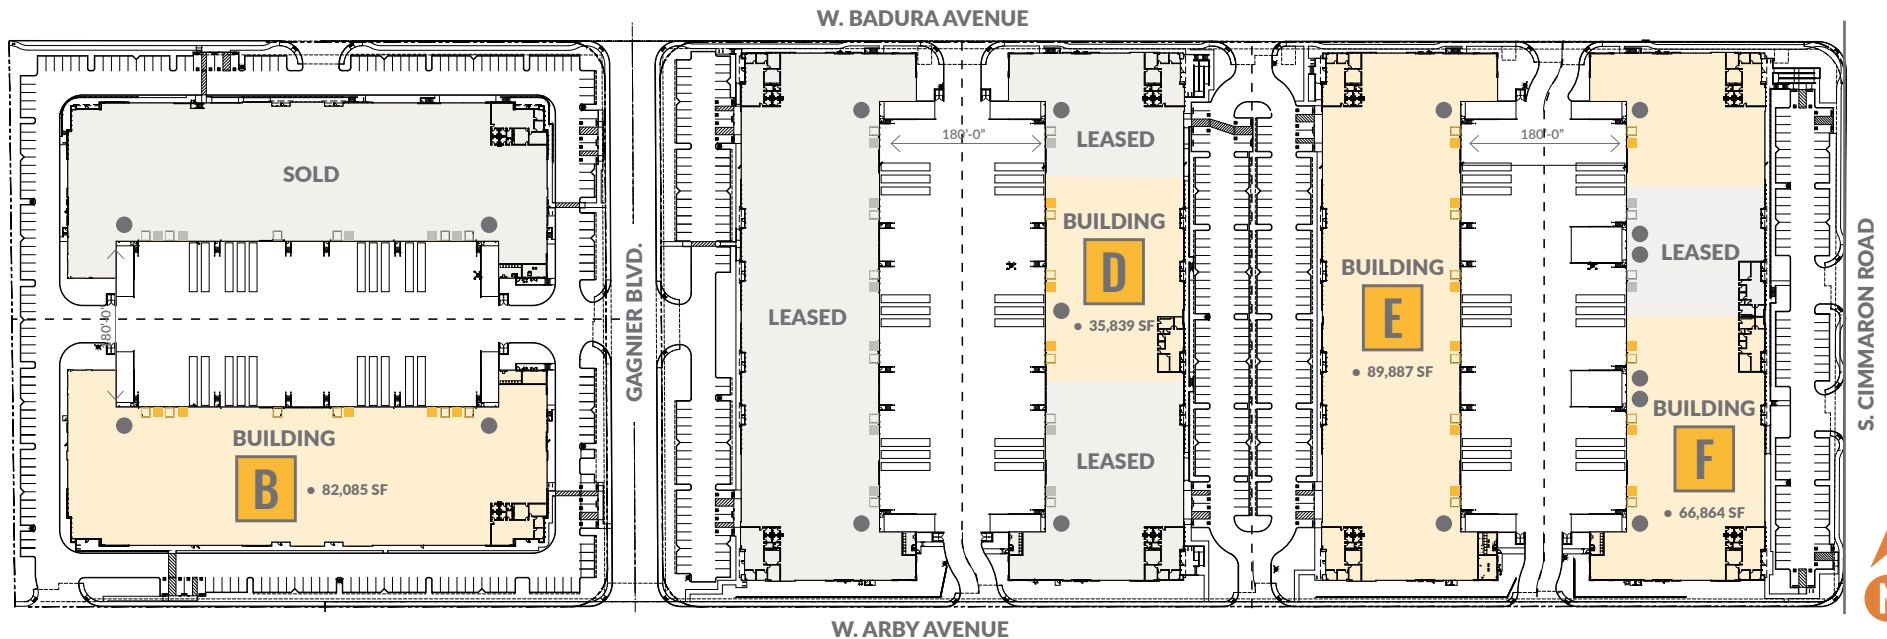 W. BADURA AVENUE
SOLD
180'-0"
BUILDING
B
• 82,085 SF
GAGNIER BLVD.
LEASED
180'-0"
LEASED
BUILDING
D
• 35,839 SF
LEASED
BUILDING
E
• 89,887 SF
180'-0"
LEASED
BUILDING
F
• 66,864 SF
S. CIMMARON ROAD
N
W. ARBY AVENUE